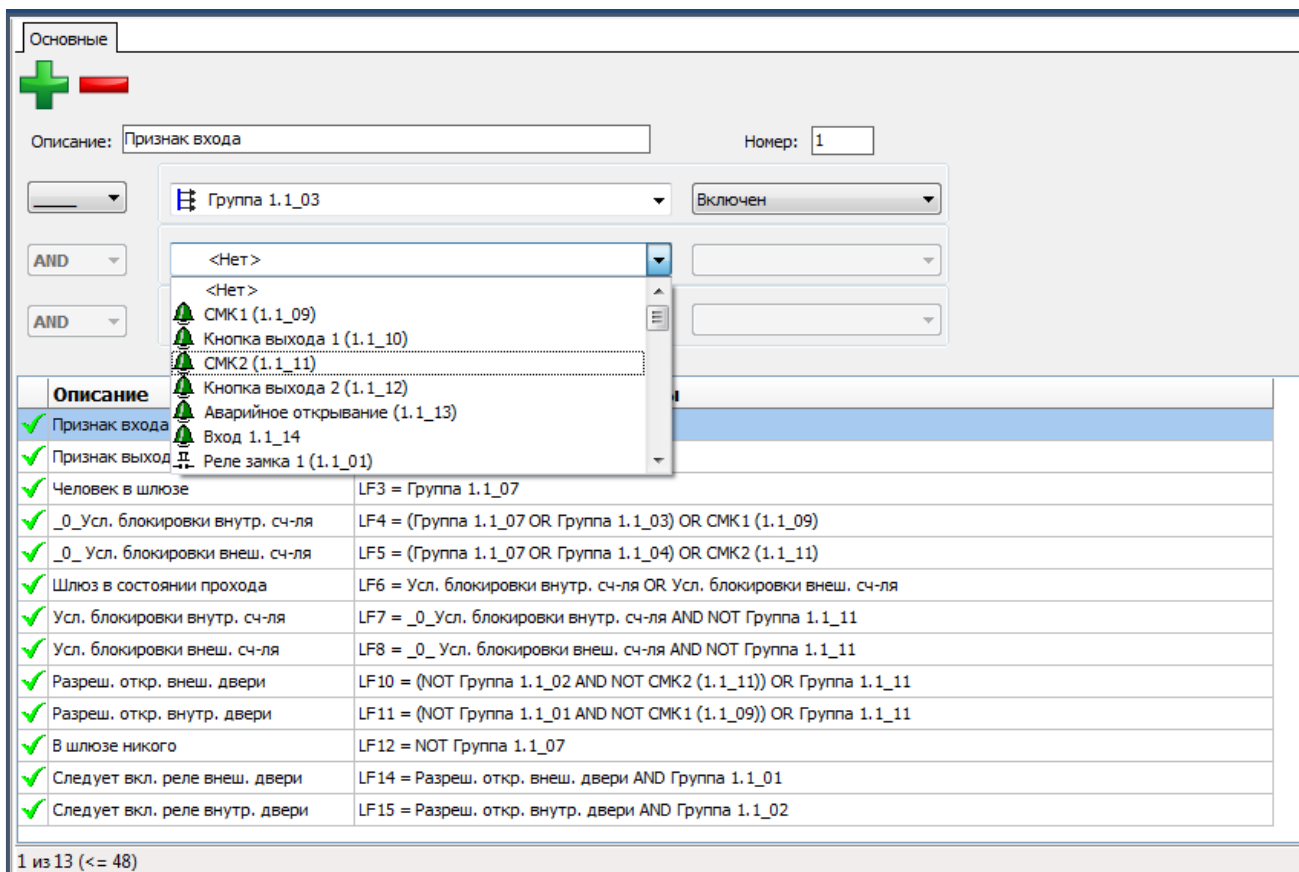 Основные
Описание: Признак входа Номер: 1
____ Группа 1.1_03 Включен
AND <Нет>
<Нет>
СМК1 (1.1_09)
AND
Кнопка выхода 1 (1.1_10)
СМК2 (1.1_11)
Кнопка выхода 2 (1.1_12)
Аварийное открывание (1.1_13)
Вход 1.1_14
Реле замка 1 (1.1_01)
Описание
Признак входа
Признак выход
Человек в шлюзе LF3 = Группа 1.1_07
_0_Усл. блокировки внутр. сч-ля LF4 = (Группа 1.1_07 OR Группа 1.1_03) OR СМК1 (1.1_09)
_0_ Усл. блокировки внеш. сч-ля LF5 = (Группа 1.1_07 OR Группа 1.1_04) OR СМК2 (1.1_11)
Шлюз в состоянии прохода LF6 = Усл. блокировки внутр. сч-ля OR Усл. блокировки внеш. сч-ля
Усл. блокировки внутр. сч-ля LF7 = _0_Усл. блокировки внутр. сч-ля AND NOT Группа 1.1_11
Усл. блокировки внеш. сч-ля LF8 = _0_ Усл. блокировки внеш. сч-ля AND NOT Группа 1.1_11
Разреш. откр. внеш. двери LF10 = (NOT Группа 1.1_02 AND NOT СМК2 (1.1_11)) OR Группа 1.1_11
Разреш. откр. внутр. двери LF11 = (NOT Группа 1.1_01 AND NOT СМК1 (1.1_09)) OR Группа 1.1_11
В шлюзе никого LF12 = NOT Группа 1.1_07
Следует вкл. реле внеш. двери LF14 = Разреш. откр. внеш. двери AND Группа 1.1_01
Следует вкл. реле внутр. двери LF15 = Разреш. откр. внутр. двери AND Группа 1.1_02
1 из 13 (<= 48)